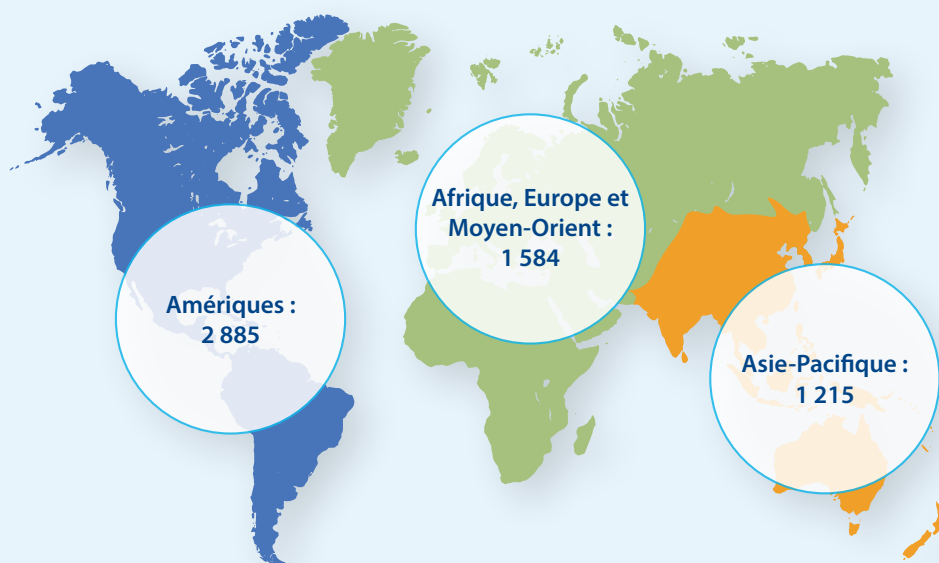 Afrique, Europe et
Moyen-Orient :
1 584
Amériques :
2 885
Asie-Pacifique :
1 215